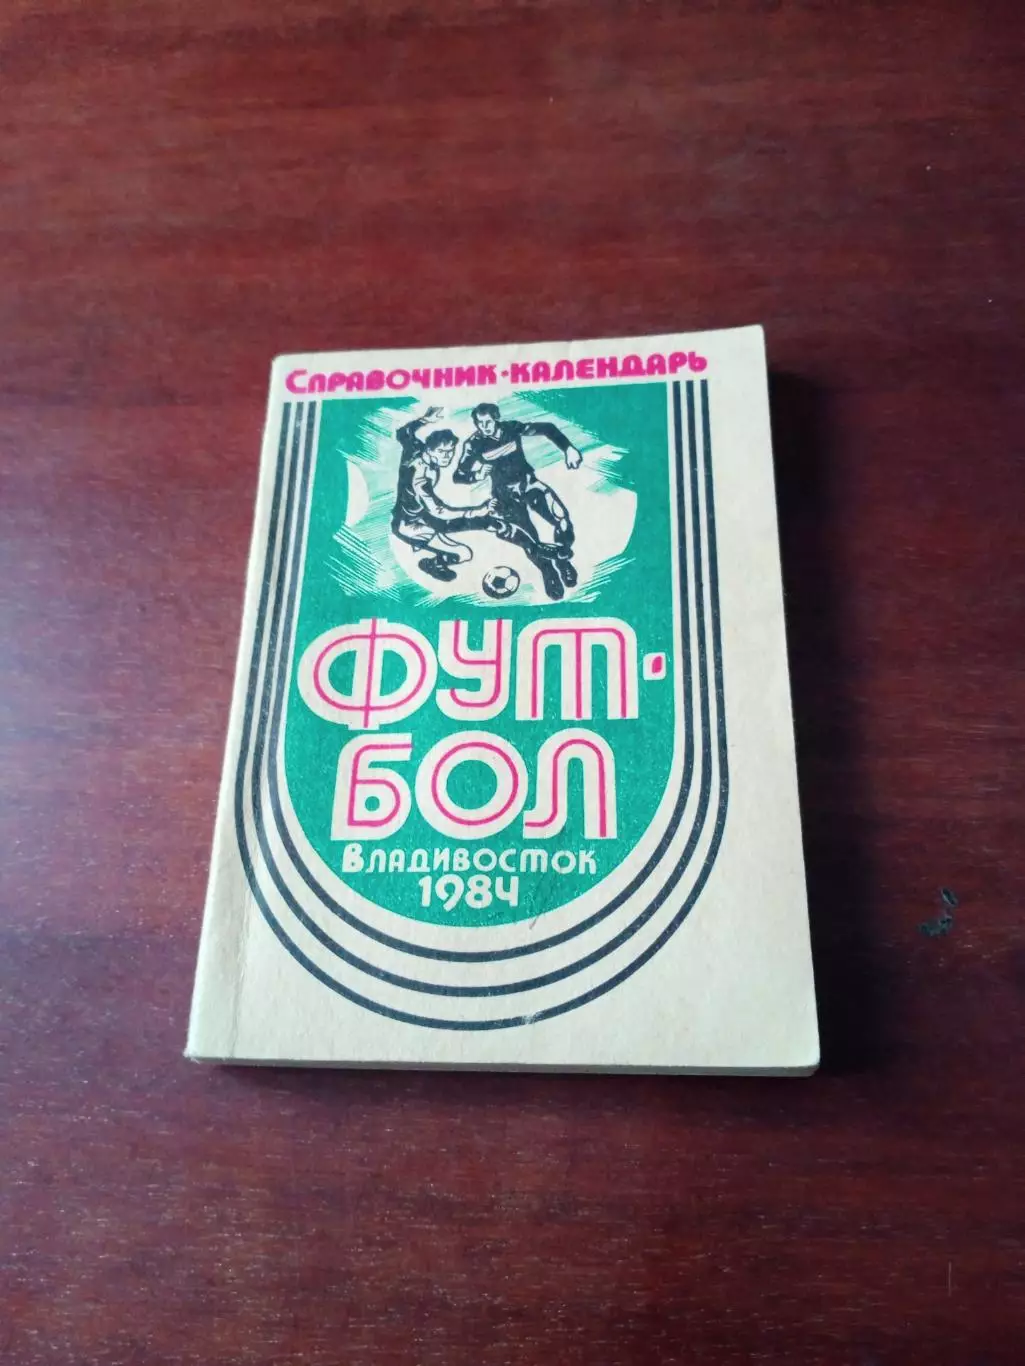 Справочник-календарь
ФУТ-
БОЛ
Владивосток
1984